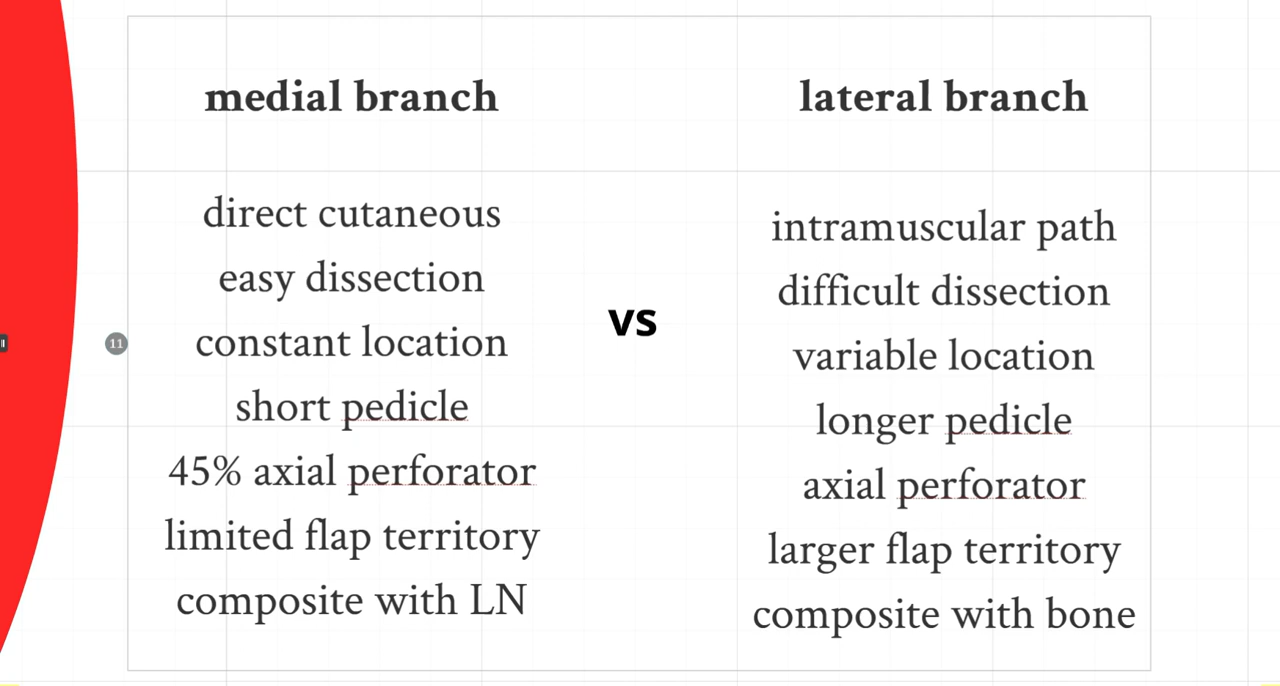 medial branch
direct cutaneous
easy dissection
constant location
short pedicle
45% axial perforator
limited flap territory
composite with LN
vs
lateral branch
intramuscular path
difficult dissection
variable location
longer pedicle
axial perforator
larger flap territory
composite with bone
11